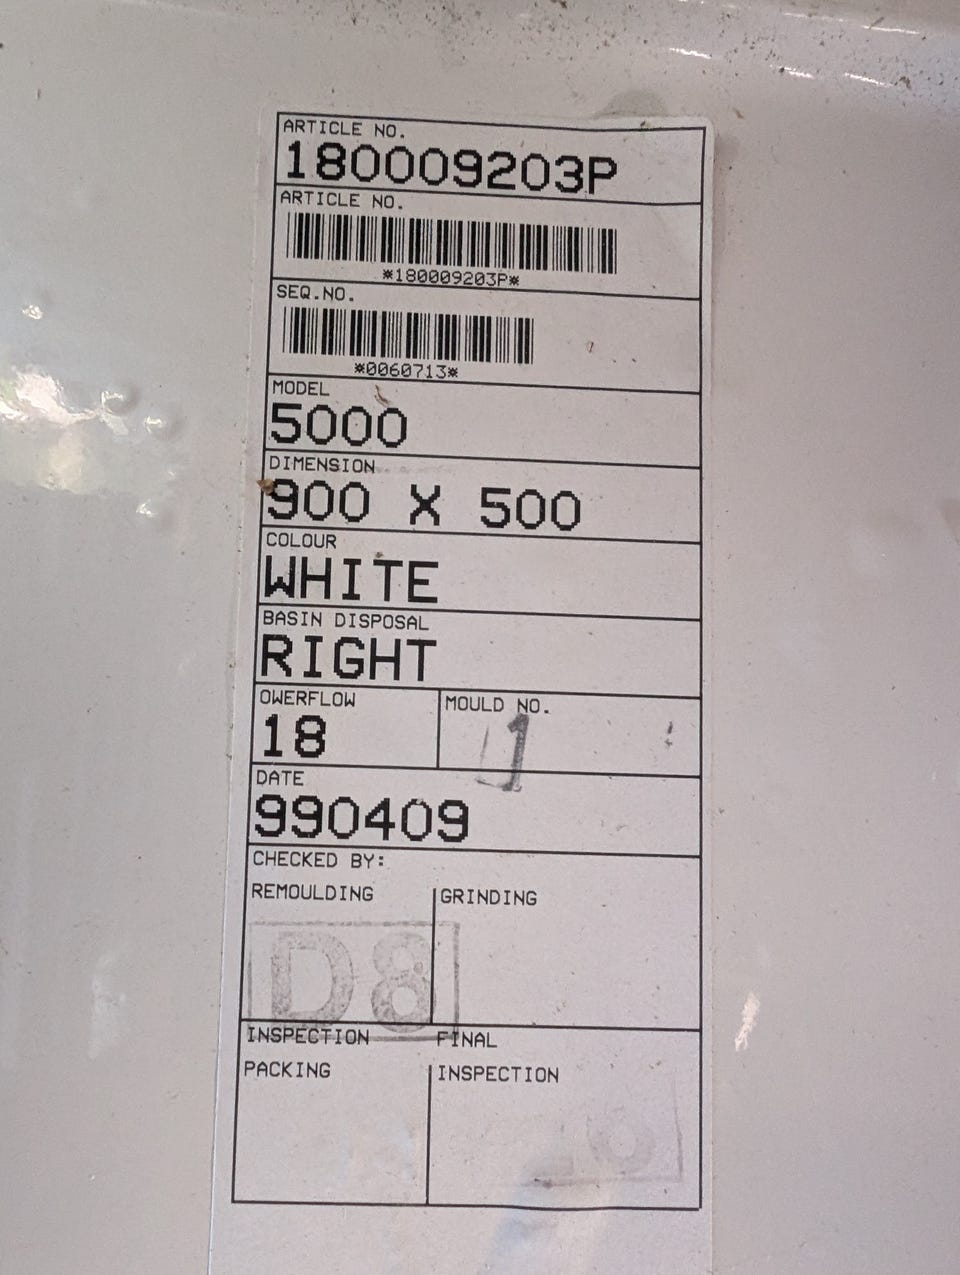 ARTICLE NO.
180009203P
ARTICLE NO.
*180009203P*
SEQ.NO.
*0060713*
MODEL
5000
DIMENSION
900 X 500
COLOUR
WHITE
BASIN DISPOSAL
RIGHT
OWERFLOW MOULD NO.
18 1
DATE
990409
CHECKED BY:
REMOULDING GRINDING
D8
INSPECTION FINAL
PACKING INSPECTION